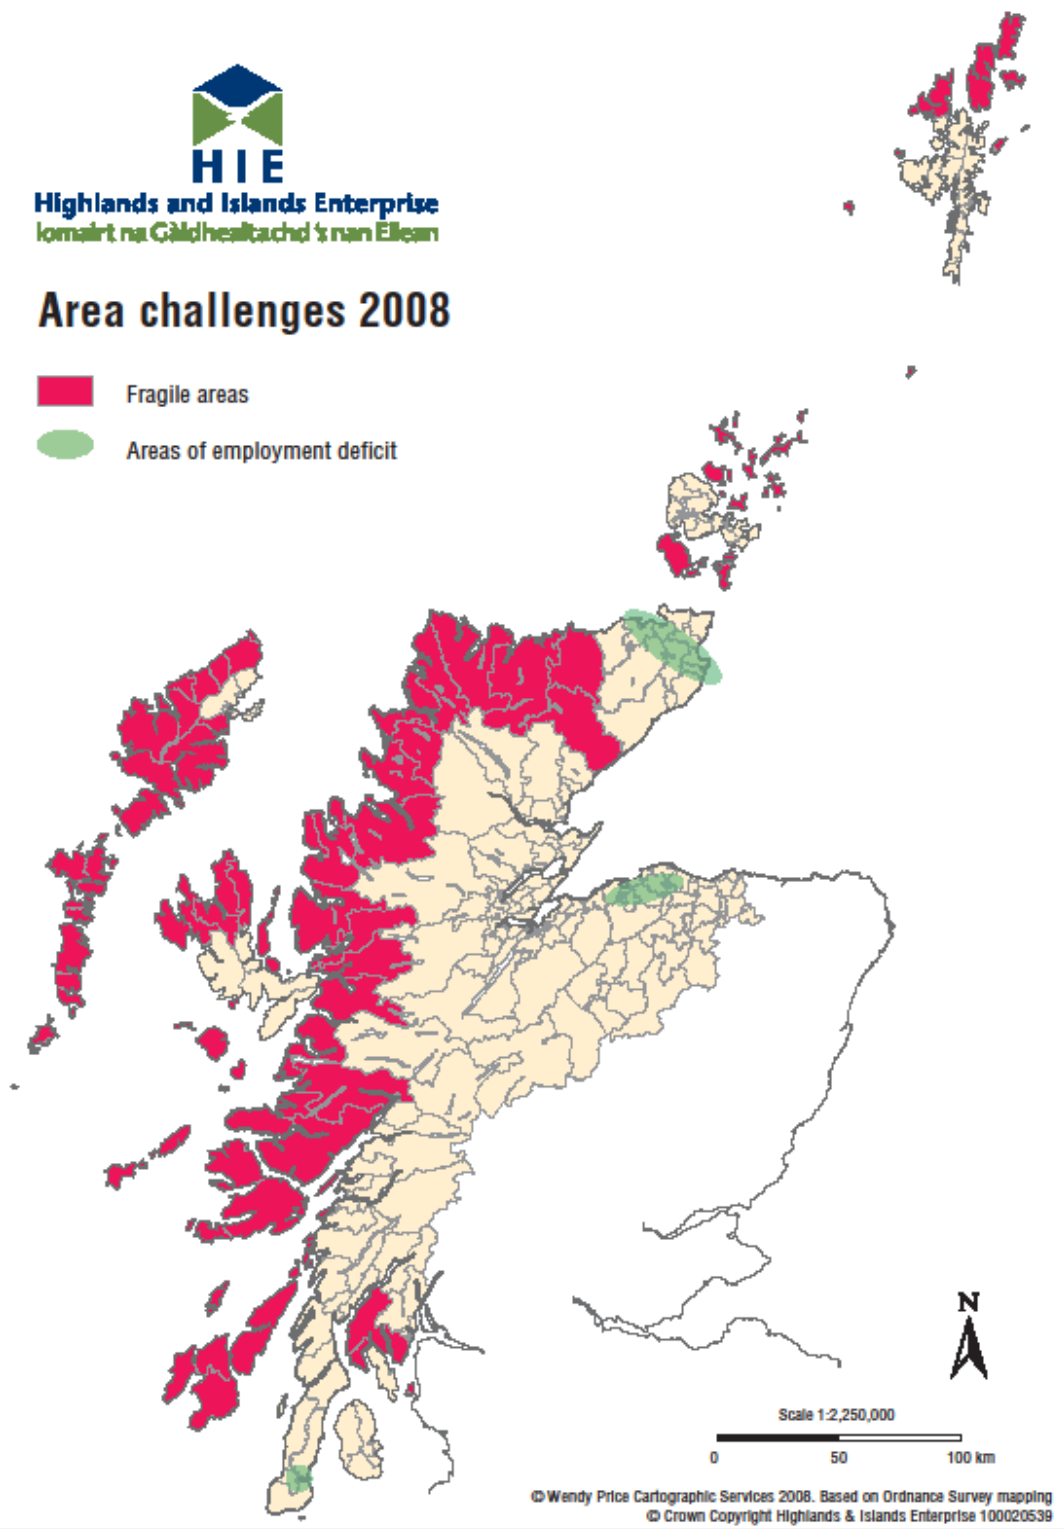 HIE
Highlands and Islands Enterprise
Iomairt na Gàidhealtachd 's nan Eilean
Area challenges 2008
Fragile areas
Areas of employment deficit
N
Scale 1:2,250,000
0 50 100 km
© Wendy Price Cartographic Services 2008. Based on Ordnance Survey mapping
© Crown Copyright Highlands & Islands Enterprise 100020539